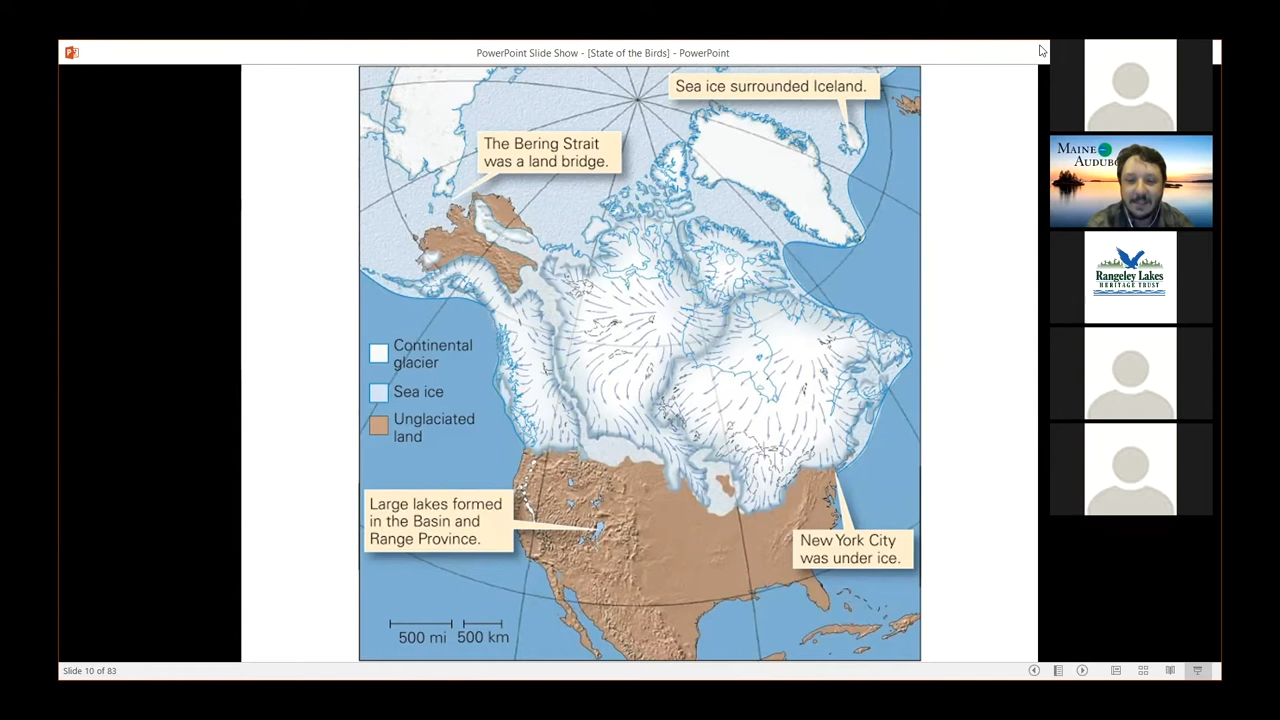 PowerPoint Slide Show - [State of the Birds] - PowerPoint
Sea ice surrounded Iceland.
The Bering Strait
was a land bridge.
Continental
glacier
Sea ice
Unglaciated
land
Large lakes formed
in the Basin and
Range Province.
New York City
was under ice.
500 mi
500 km
Slide 10 of 83
MAINE
AUDUBO
Rangeley Lakes
HERITAGE TRUST